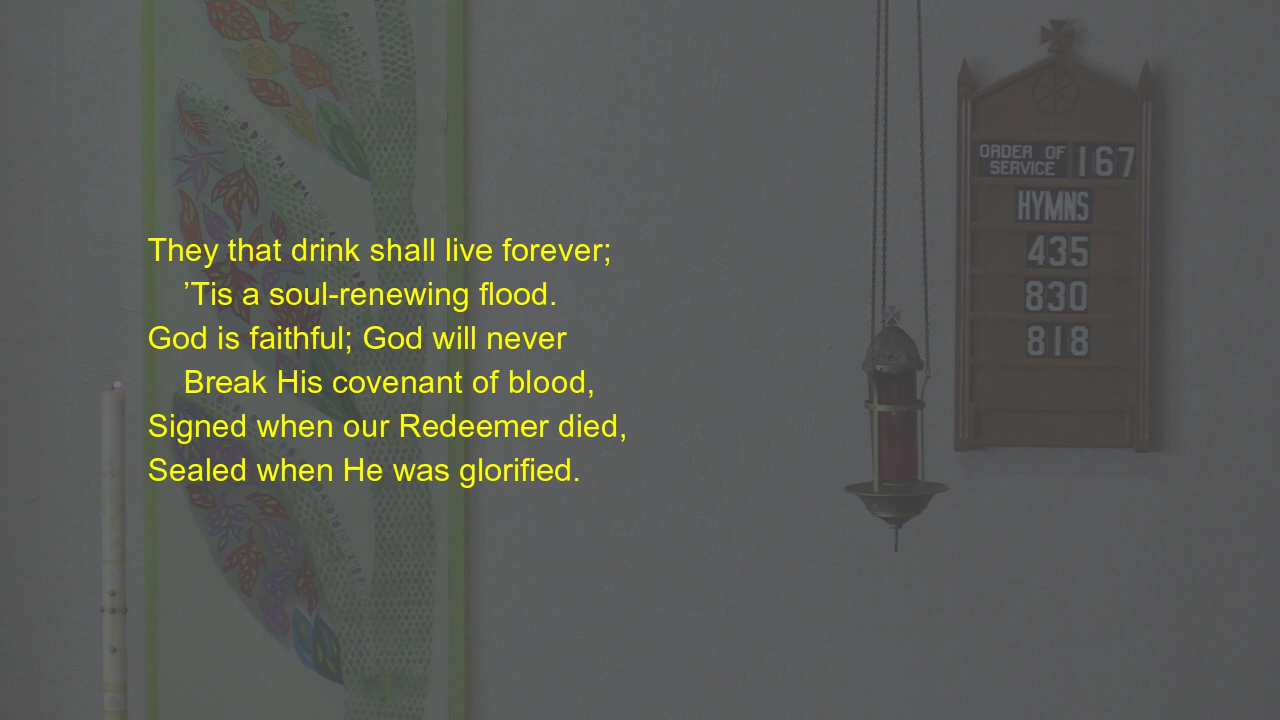 They that drink shall live forever;
’Tis a soul-renewing flood.
God is faithful; God will never
Break His covenant of blood,
Signed when our Redeemer died,
Sealed when He was glorified.
ORDER OF
SERVICE 167
HYMNS
435
830
818